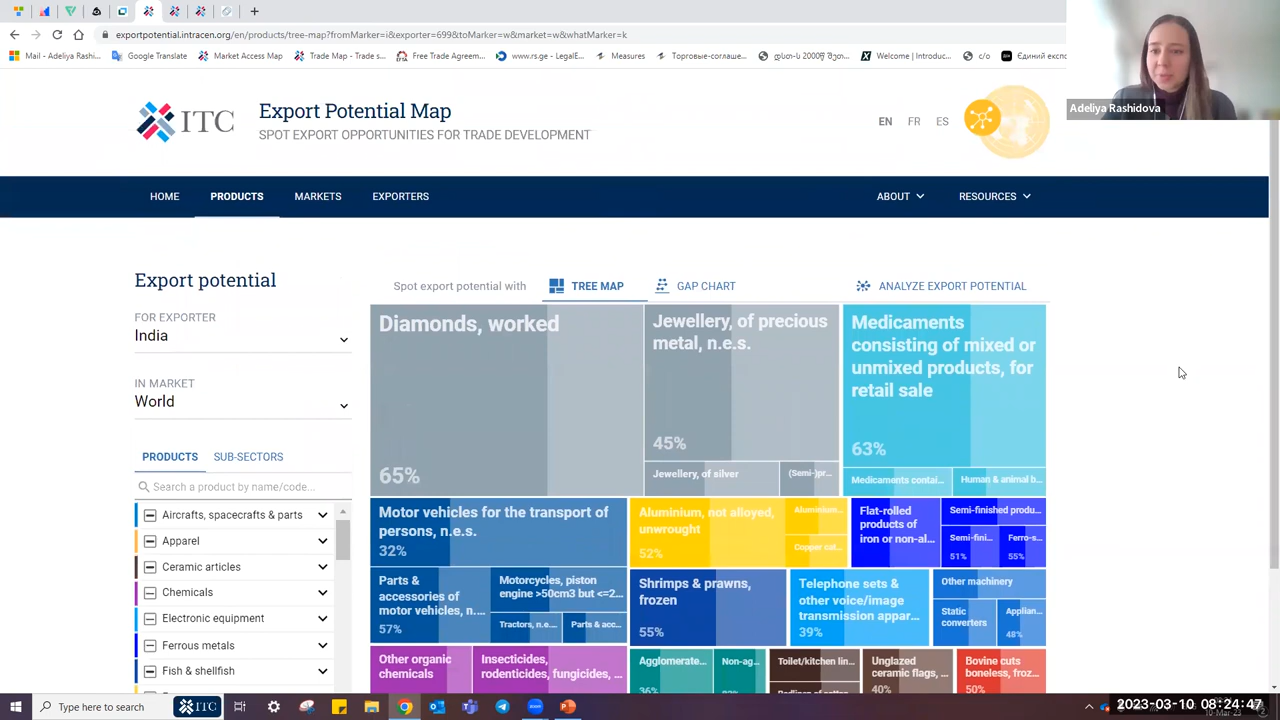 exportpotential.intracen.org/en/products/tree-map?fromMarker=i&exporter=699&toMarker=w&market=w&whatMarker=k
Mail - Adeliya Rashi... Google Translate Market Access Map Trade Map - Trade s... Free Trade Agreem... www.rs.ge - LegalE... Measures Торговые-соглаше... Welcome | Introduc... c/o
Adeliya Rashidova
ITC
Export Potential Map
SPOT EXPORT OPPORTUNITIES FOR TRADE DEVELOPMENT
EN FR ES
HOME PRODUCTS MARKETS EXPORTERS ABOUT RESOURCES
Export potential
FOR EXPORTER
India
IN MARKET
World
PRODUCTS SUB-SECTORS
Search a product by name/code...
Aircrafts, spacecrafts & parts
Apparel
Ceramic articles
Chemicals
Electronic equipment
Ferrous metals
Fish & shellfish
Spot export potential with TREE MAP GAP CHART ANALYZE EXPORT POTENTIAL
Diamonds, worked
65%
Jewellery, of precious
metal, n.e.s.
45%
Jewellery, of silver
(Semi-)pr...
Medicaments
consisting of mixed or
unmixed products, for
retail sale
63%
Medicaments contai...
Human & animal b...
Motor vehicles for the transport of
persons, n.e.s.
32%
Parts &
accessories of
motor vehicles, n....
57%
Motorcycles, piston
engine >50cm3 but <=2...
Tractors, n.e....
Parts & acc...
Aluminium, not alloyed,
unwrought
52%
Aluminium...
Copper cat...
Flat-rolled
products of
iron or non-al...
Semi-finished produ...
Semi-fini...
51%
Ferro-s...
55%
Shrimps & prawns,
frozen
55%
Telephone sets &
other voice/image
transmission appar...
39%
Other machinery
Static
converters
Applian...
48%
Other organic
chemicals
Insecticides,
rodenticides, fungicides, ...
Agglomerate...
36%
Non-ag...
Toilet/kitchen lin...
Unglazed
ceramic flags, ...
40%
Bovine cuts
boneless, froz...
50%
Type here to search
ITC
2023-03-10 08:24:47